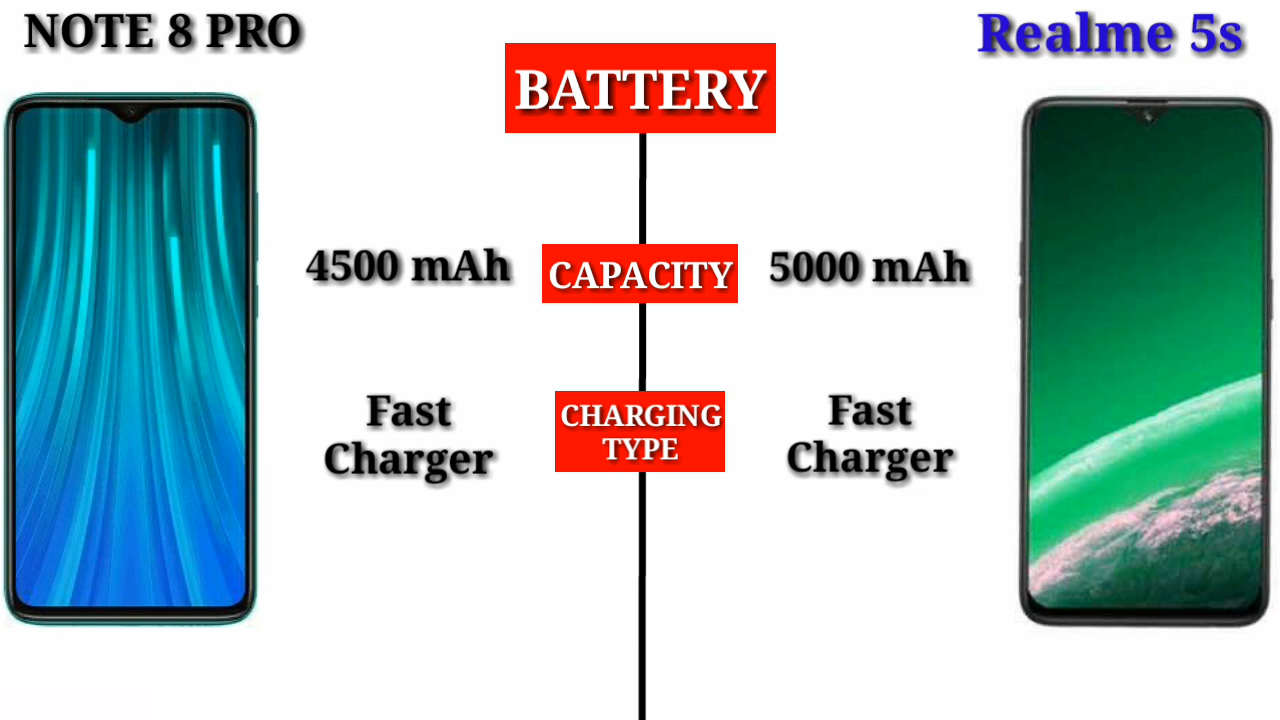 NOTE 8 PRO
Realme 5s
BATTERY
4500 mAh
CAPACITY
5000 mAh
Fast
Charger
CHARGING
TYPE
Fast
Charger